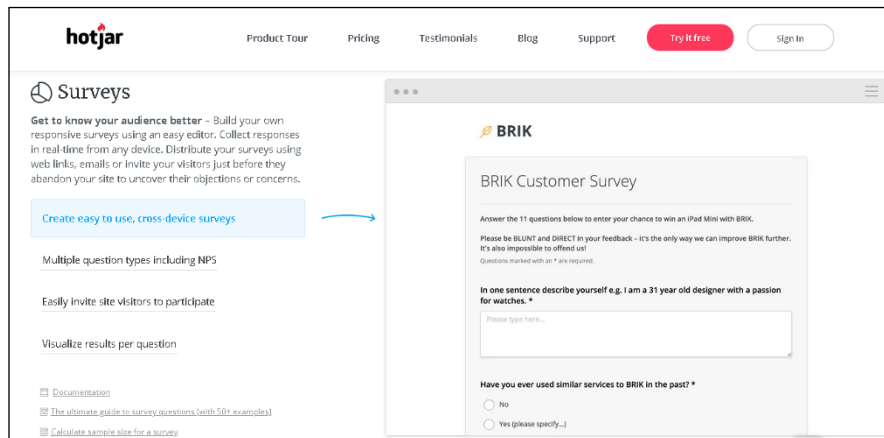 hotjar
Product Tour
Pricing
Testimonials
Blog
Support
Try it free
Sign In
Surveys
Get to know your audience better – Build your own
responsive surveys using an easy editor. Collect responses
in real-time from any device. Distribute your surveys using
web links, emails or invite your visitors just before they
abandon your site to uncover their objections or concerns.
Create easy to use, cross-device surveys
Multiple question types including NPS
Easily invite site visitors to participate
Visualize results per question
Documentation
The ultimate guide to survey questions [with 50+ examples]
Calculate sample size for a survey
BRIK
BRIK Customer Survey
Answer the 11 questions below to enter your chance to win an iPad Mini with BRIK.
Please be BLUNT and DIRECT in your feedback – it's the only way we can improve BRIK further.
It's also impossible to offend us!
Questions marked with an * are required.
In one sentence describe yourself e.g. I am a 31 year old designer with a passion
for watches. *
Please type here...
Have you ever used similar services to BRIK in the past? *
No
Yes (please specify...)